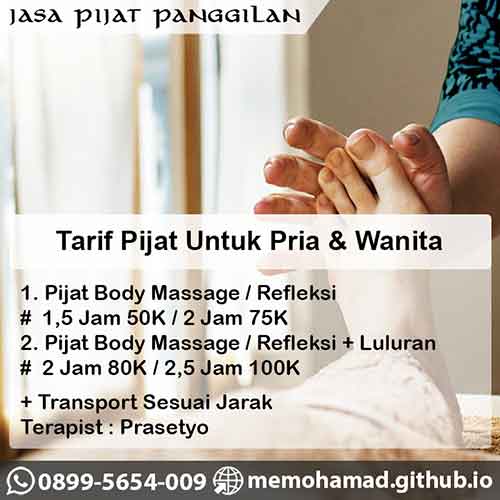 JASA PIJAT PANGGILAN
Tarif Pijat Untuk Pria & Wanita
1. Pijat Body Massage / Refleksi
# 1,5 Jam 50K / 2 Jam 75K
2. Pijat Body Massage / Refleksi + Luluran
# 2 Jam 80K / 2,5 Jam 100K
+ Transport Sesuai Jarak
Terapist : Prasetyo
0899-5654-009 memohamad.github.io